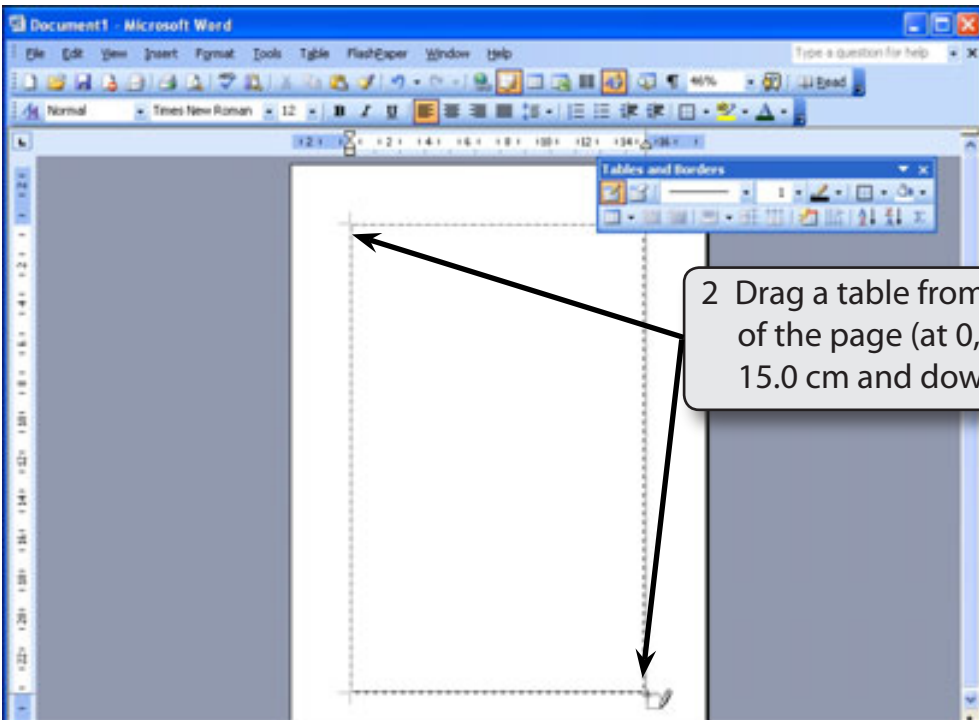 Document1 - Microsoft Word
File Edit View Insert Format Tools Table FlashPaper Window Help Type a question for help
46% Read
Normal Times New Roman 12 B I U
Tables and Borders
1
2 Drag a table from
of the page (at 0,
15.0 cm and dow